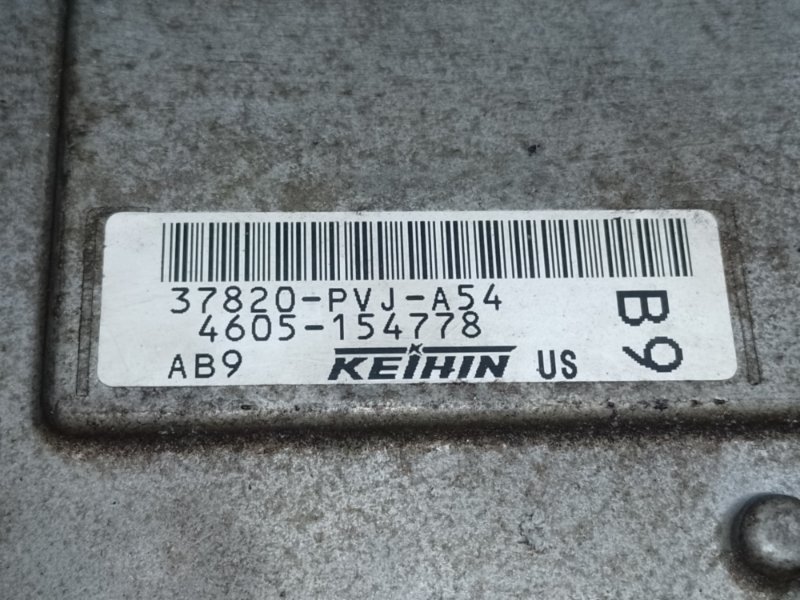 37820-PVJ-A54
4605-154778
AB9 KEIHIN US
B9